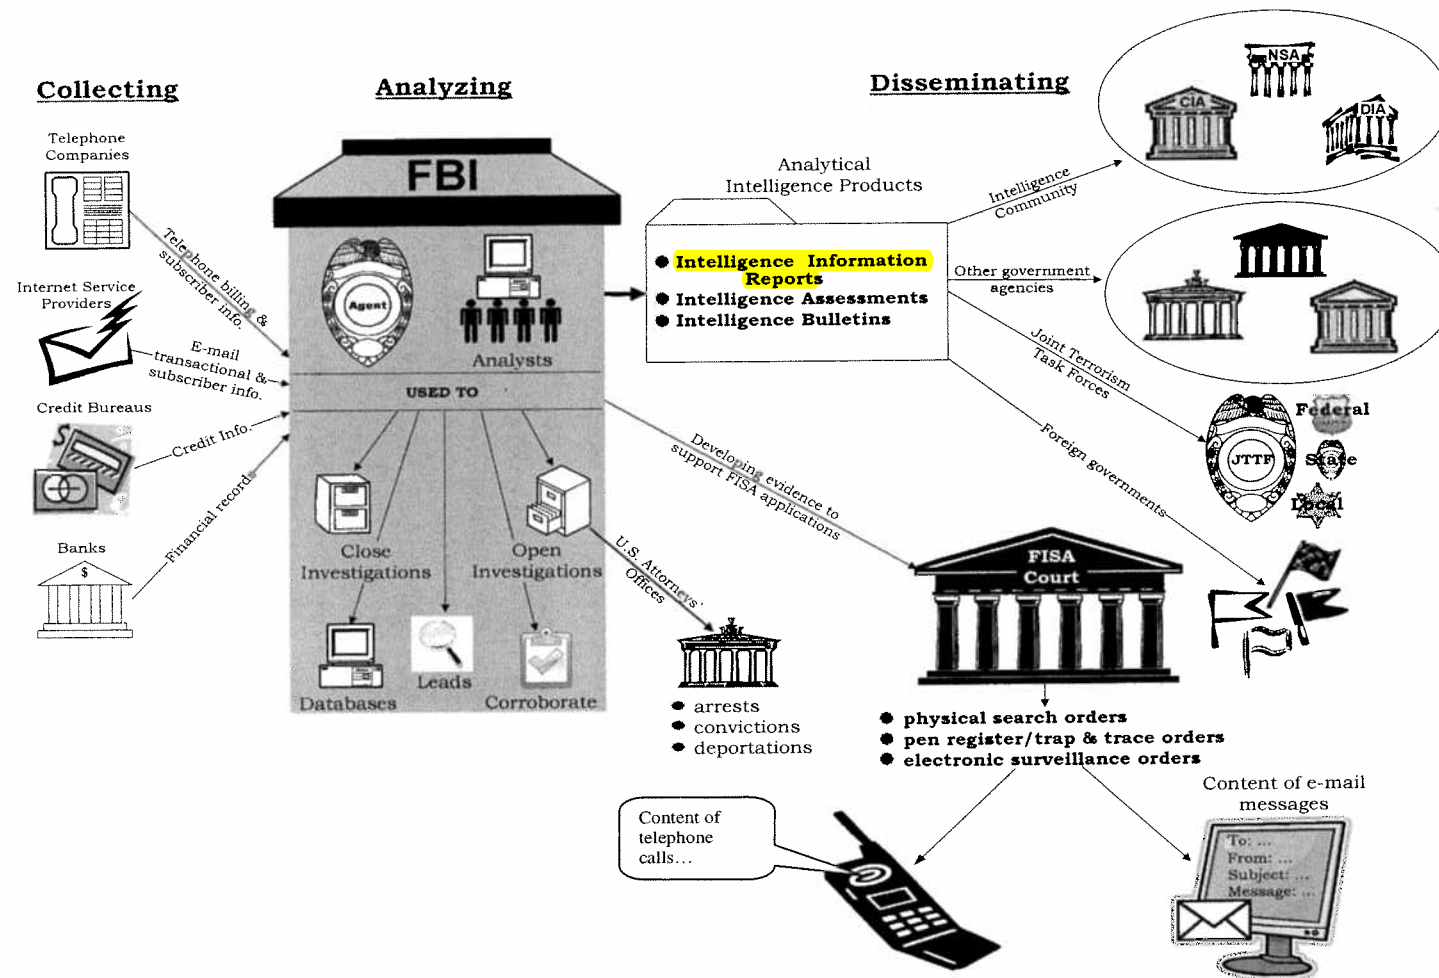 Collecting
Analyzing
Disseminating
Telephone
Companies
Telephone billing &
subscriber info.
Internet Service
Providers
E-mail
transactional &
subscriber info.
Credit Bureaus
$
Credit Info.
Banks
$
Financial records
FBI
Agent
Analysts
USED TO
Close
Investigations
Open
Investigations
Databases
Leads
Corroborate
U.S. Attorneys'
Offices
● arrests
● convictions
● deportations
Analytical
Intelligence Products
● Intelligence Information
Reports
● Intelligence Assessments
● Intelligence Bulletins
Intelligence
Community
CIA
NSA
DIA
Other government
agencies
Joint Terrorism
Task Forces
JTTF
Federal
State
Local
Foreign governments
Developing evidence to
support FISA applications
FISA
Court
● physical search orders
● pen register/trap & trace orders
● electronic surveillance orders
Content of
telephone
calls...
Content of e-mail
messages
To: ...
From: ...
Subject: ...
Message: ...